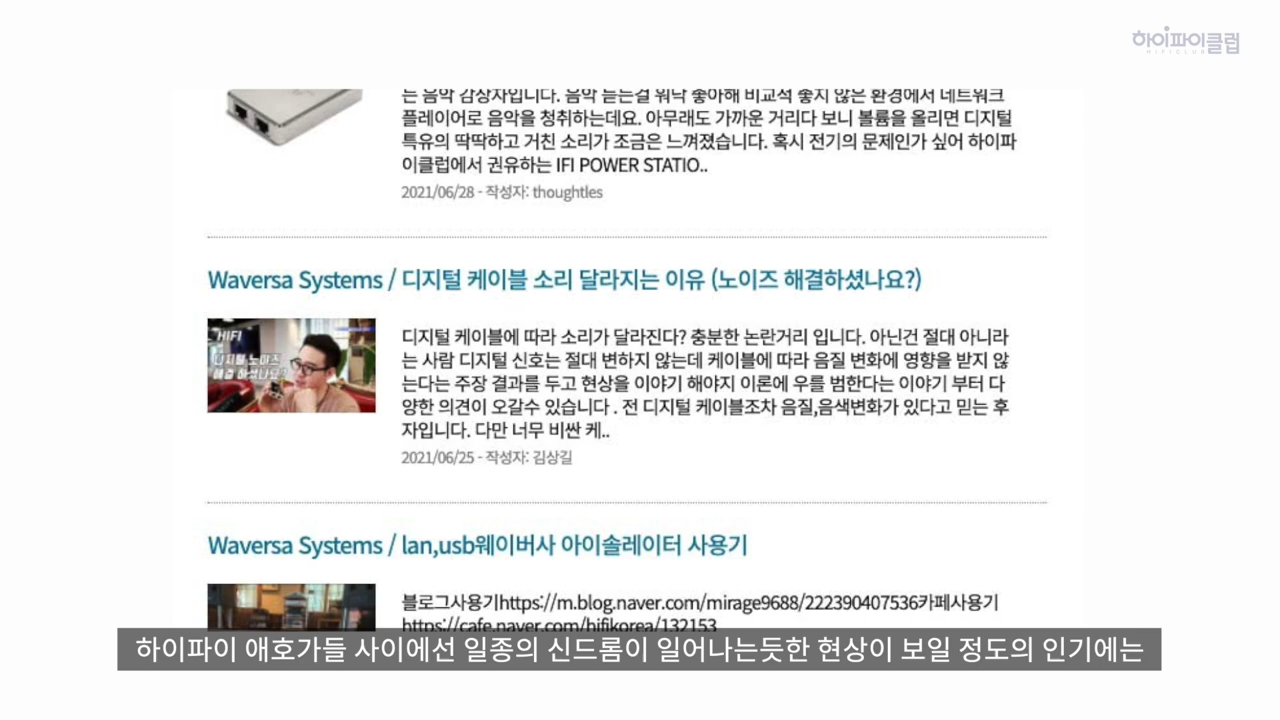 하이파이클럽
HIFICLUB
는 음악 감상자입니다. 음악 듣는걸 워낙 좋아해 비교적 좋지 않은 환경에서 네트워크
플레이어로 음악을 청취하는데요. 아무래도 가까운 거리다 보니 볼륨을 올리면 디지털
특유의 딱딱하고 거친 소리가 조금은 느껴졌습니다. 혹시 전기의 문제인가 싶어 하이파
이클럽에서 권유하는 IFI POWER STATIO..
2021/06/28 - 작성자: thoughtles
Waversa Systems / 디지털 케이블 소리 달라지는 이유 (노이즈 해결하셨나요?)
HIFI
디지털 노이즈
해결 하셨나요?
디지털 케이블에 따라 소리가 달라진다? 충분한 논란거리 입니다. 아닌건 절대 아니라
는 사람 디지털 신호는 절대 변하지 않는데 케이블에 따라 음질 변화에 영향을 받지 않
는다는 주장 결과를 두고 현상을 이야기 해야지 이론에 우를 범한다는 이야기 부터 다
양한 의견이 오갈수 있습니다 . 전 디지털 케이블조차 음질,음색변화가 있다고 믿는 후
자입니다. 다만 너무 비싼 케..
2021/06/25 - 작성자: 김상길
Waversa Systems / lan,usb웨이버사 아이솔레이터 사용기
블로그사용기https://m.blog.naver.com/mirage9688/222390407536카페사용기
https://cafe.naver.com/hifikorea/132153
하이파이 애호가들 사이에선 일종의 신드롬이 일어나는듯한 현상이 보일 정도의 인기에는